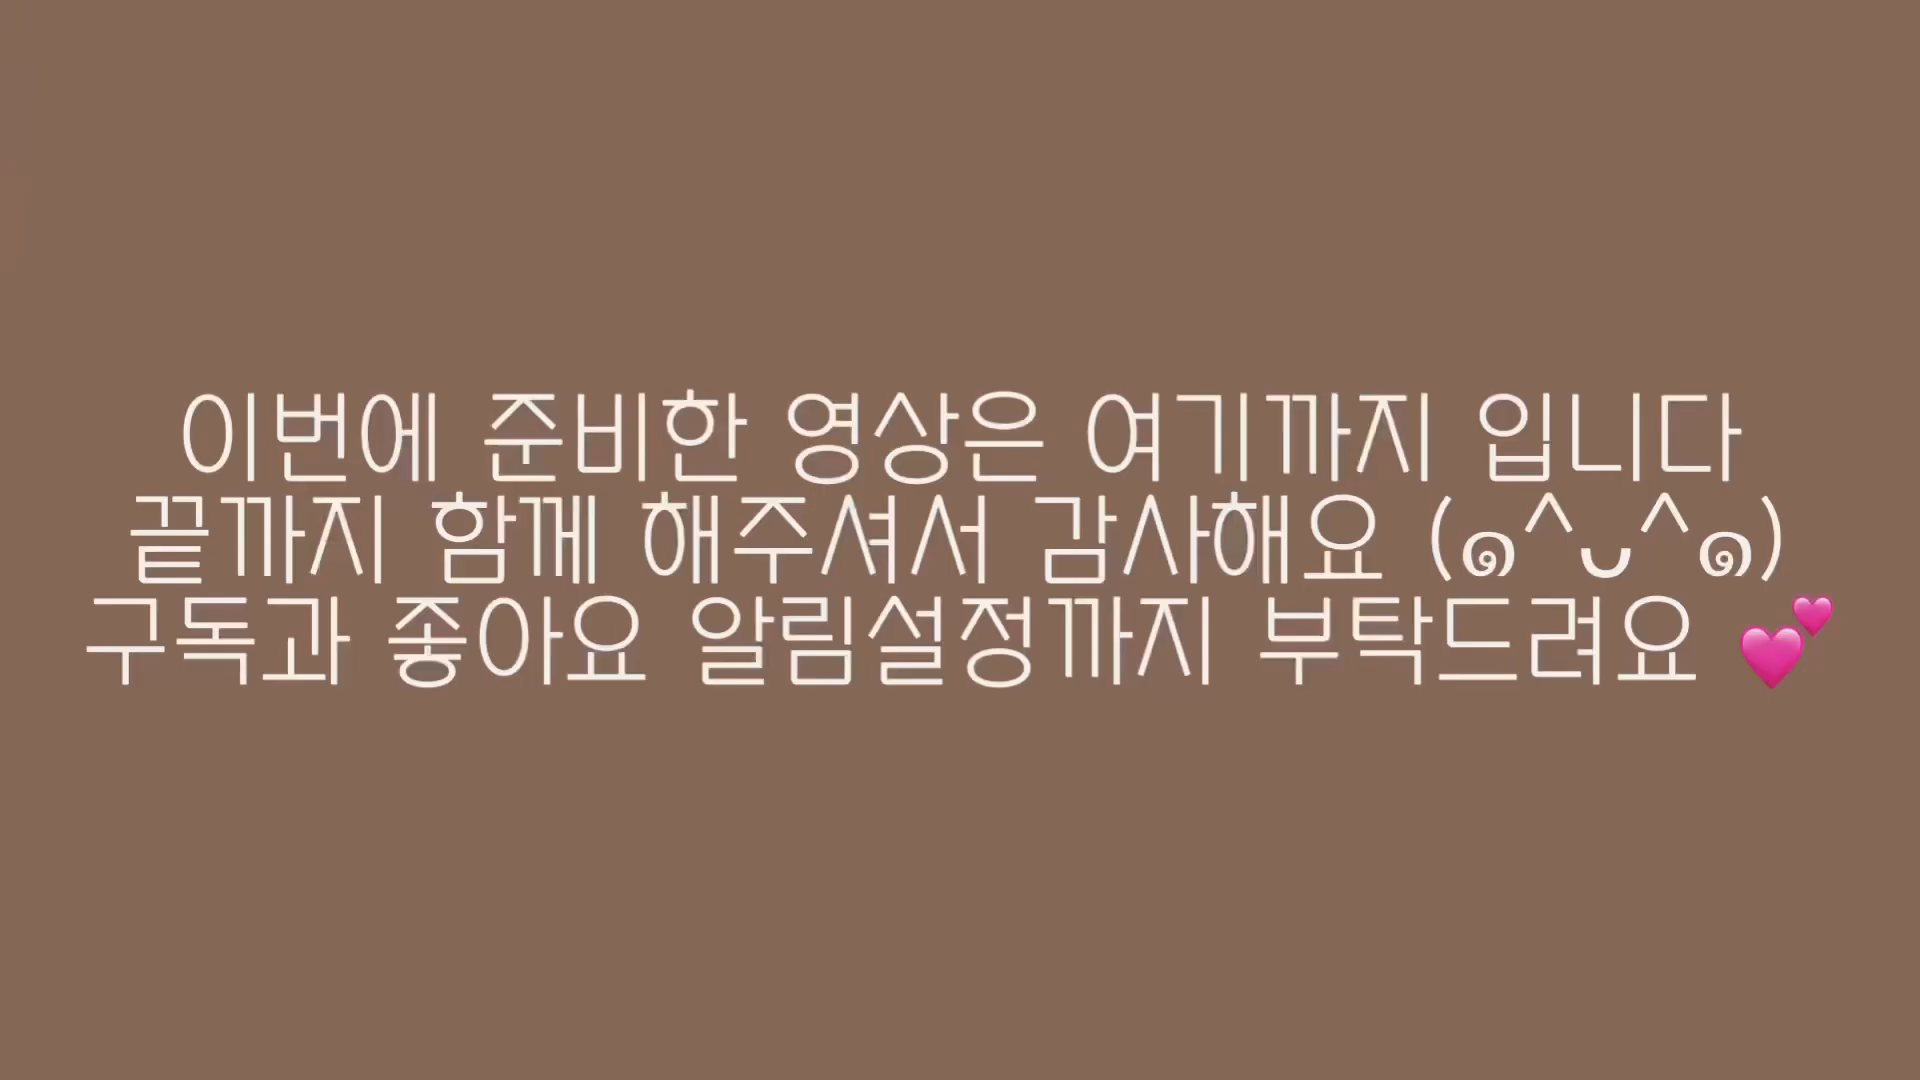 이번에 준비한 영상은 여기까지 입니다
끝까지 함께 해주셔서 감사해요 (๑^ᴗ^๑)
구독과 좋아요 알림설정까지 부탁드려요 💕